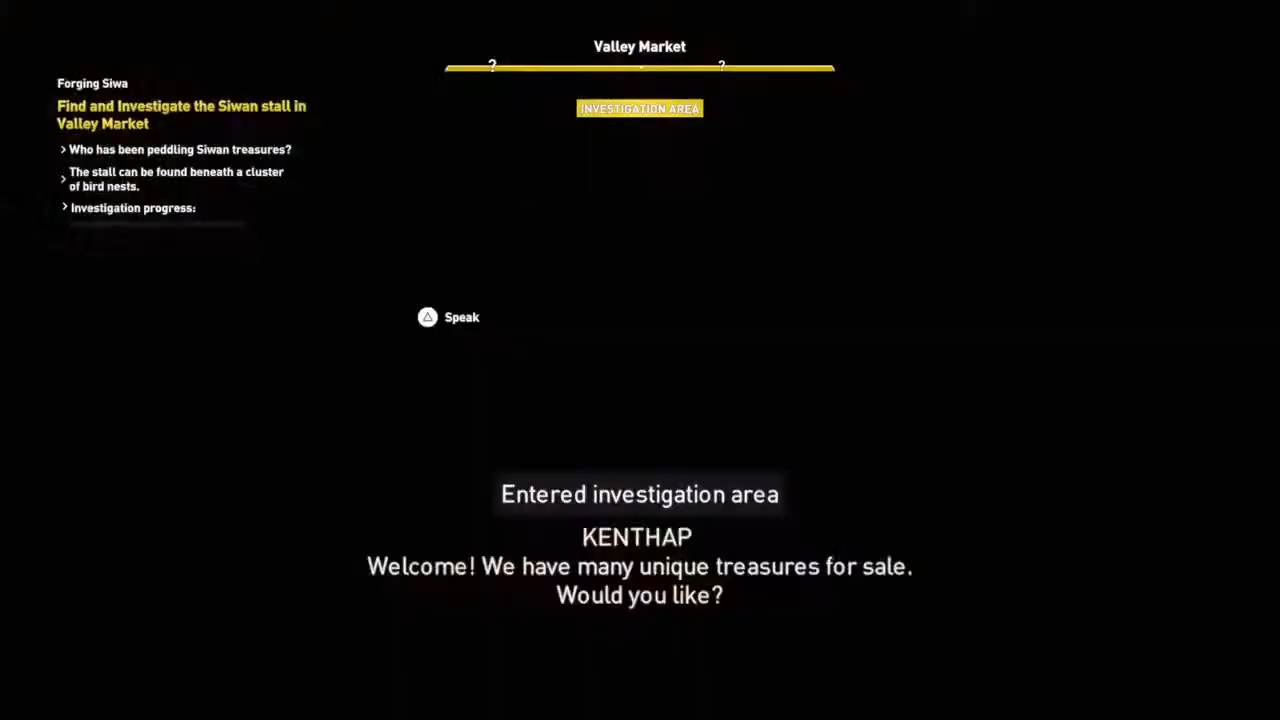 Valley Market
?
?
INVESTIGATION AREA
Forging Siwa
Find and Investigate the Siwan stall in
Valley Market
> Who has been peddling Siwan treasures?
> The stall can be found beneath a cluster
of bird nests.
> Investigation progress:
Speak
Entered investigation area
KENTHAP
Welcome! We have many unique treasures for sale.
Would you like?